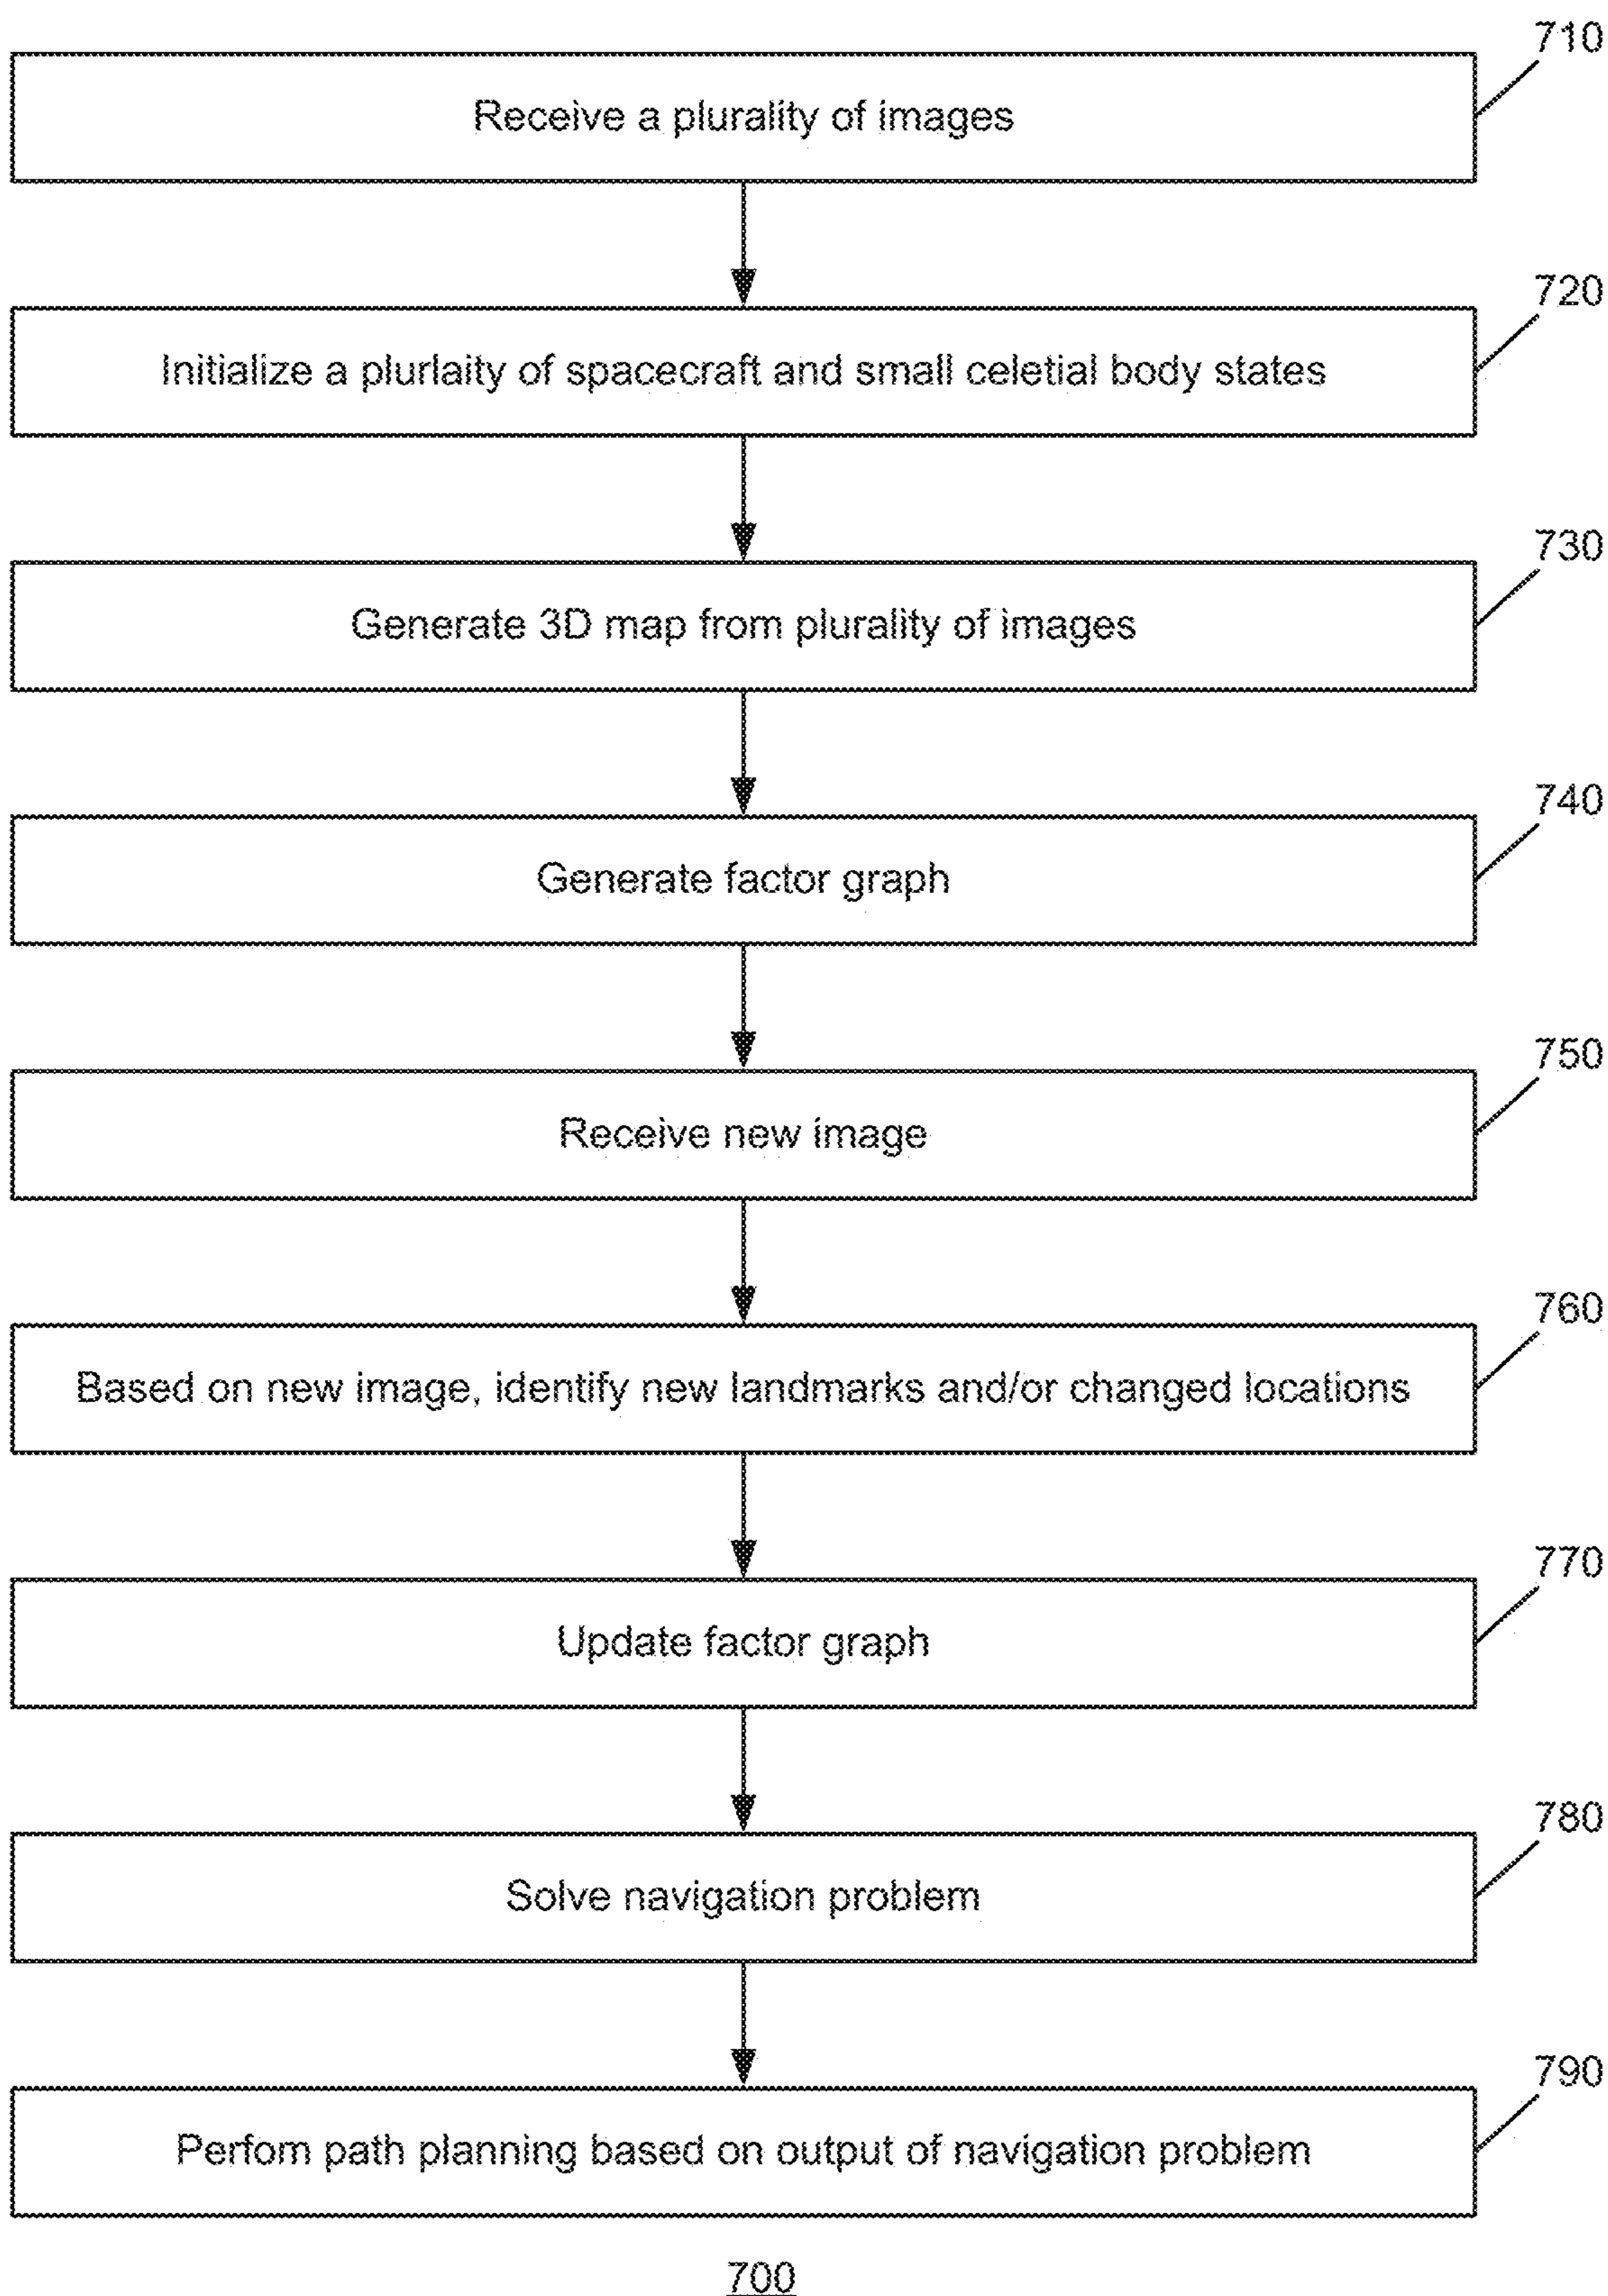 710
Receive a plurality of images
720
Initialize a plurlaity of spacecraft and small celetial body states
730
Generate 3D map from plurality of images
740
Generate factor graph
750
Receive new image
760
Based on new image, identify new landmarks and/or changed locations
770
Update factor graph
780
Solve navigation problem
790
Perfom path planning based on output of navigation problem
700